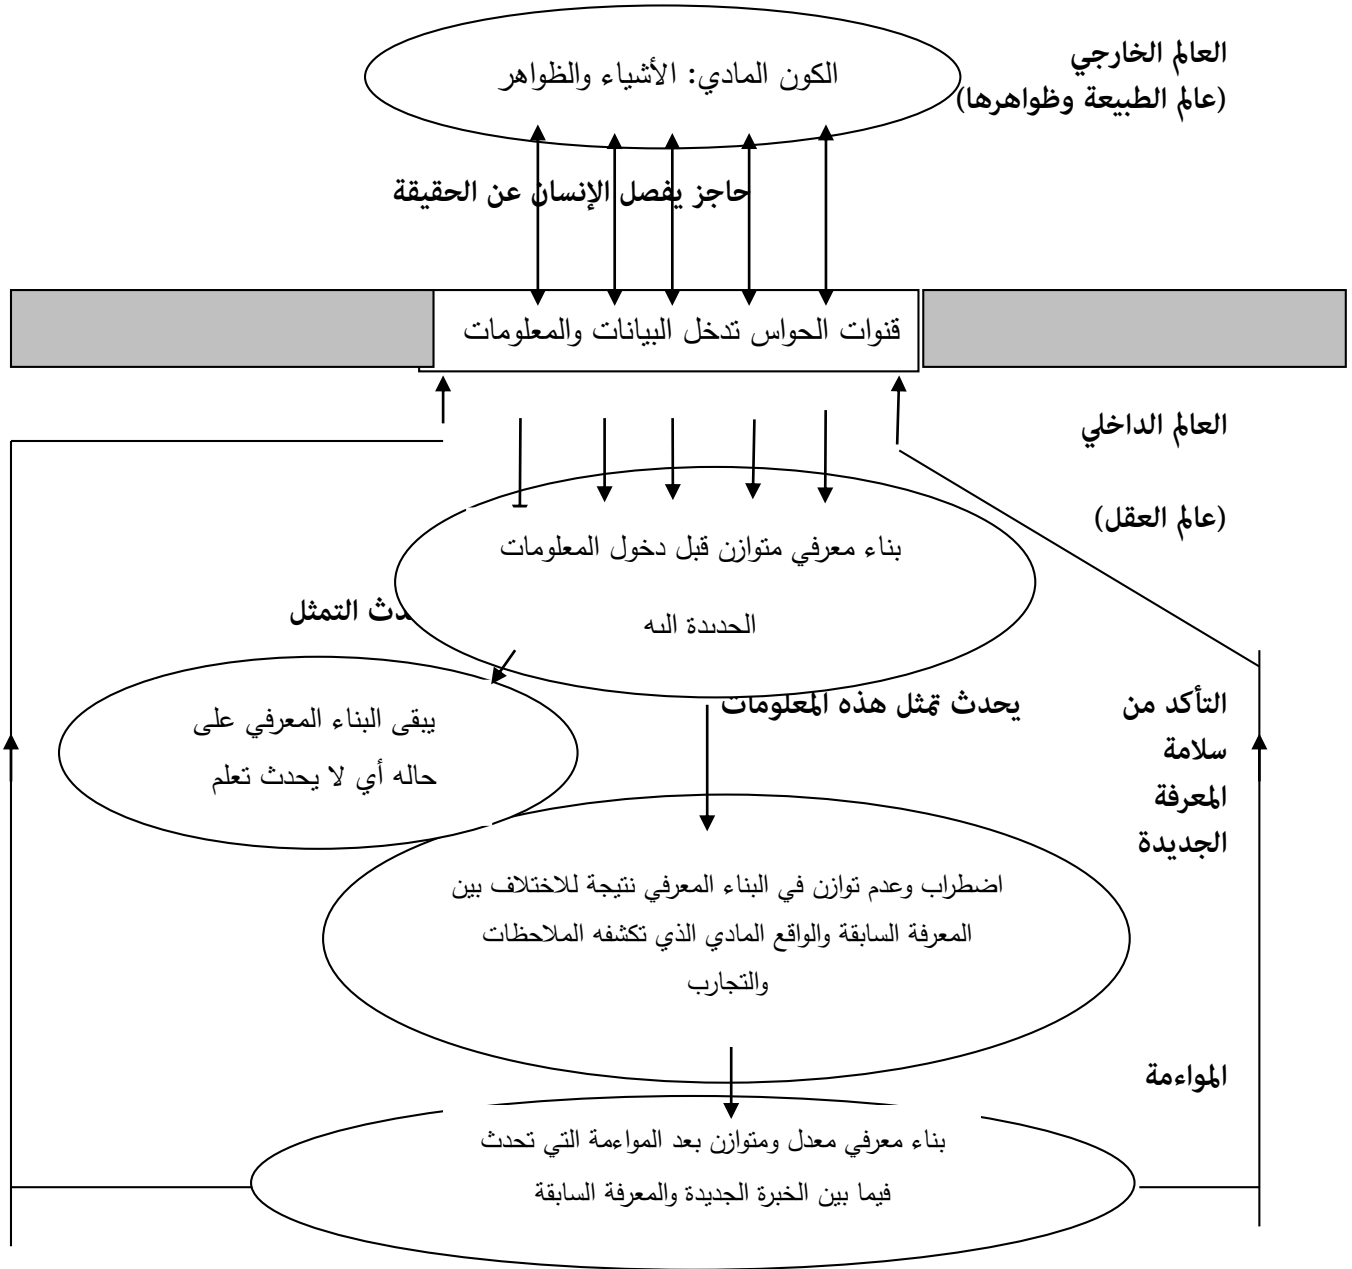 العالم الخارجي
(عالم الطبيعة وظواهرها)
الكون المادي: الأشياء والظواهر
حاجز يفصل الإنسان عن الحقيقة
قنوات الحواس تدخل البيانات والمعلومات
العالم الداخلي
(عالم العقل)
بناء معرفي متوازن قبل دخول المعلومات
التمثل
يحدث تمثل هذه المعلومات
يبقى البناء المعرفي على
حاله أي لا يحدث تعلم
التأكد من
سلامة
المعرفة
الجديدة
اضطراب وعدم توازن في البناء المعرفي نتيجة للاختلاف بين
المعرفة السابقة والواقع المادي الذي تكشفه الملاحظات
والتجارب
المواءمة
بناء معرفي معدل ومتوازن بعد المواءمة التي تحدث
فيما بين الخبرة الجديدة والمعرفة السابقة